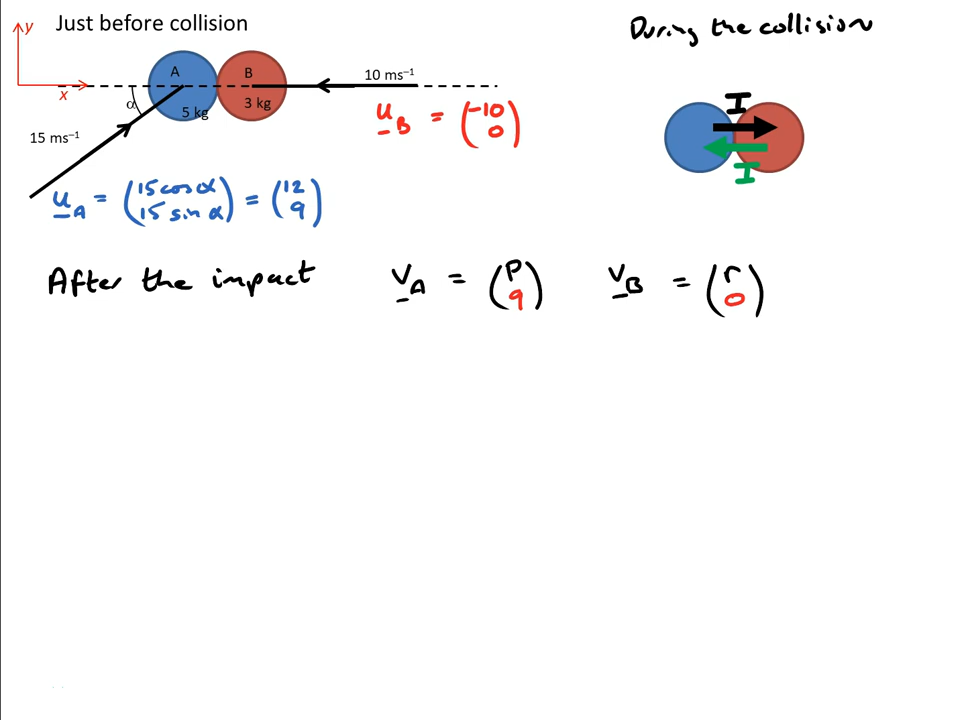 y
Just before collision
During the collision
A B
10 ms⁻¹
x
α
5 kg
3 kg
I
u_B = (-10
0)
15 ms⁻¹
I
u_A = (15 cos α
15 sin α) = (12
9)
After the impact v_A = (p
9) v_B = (r
0)